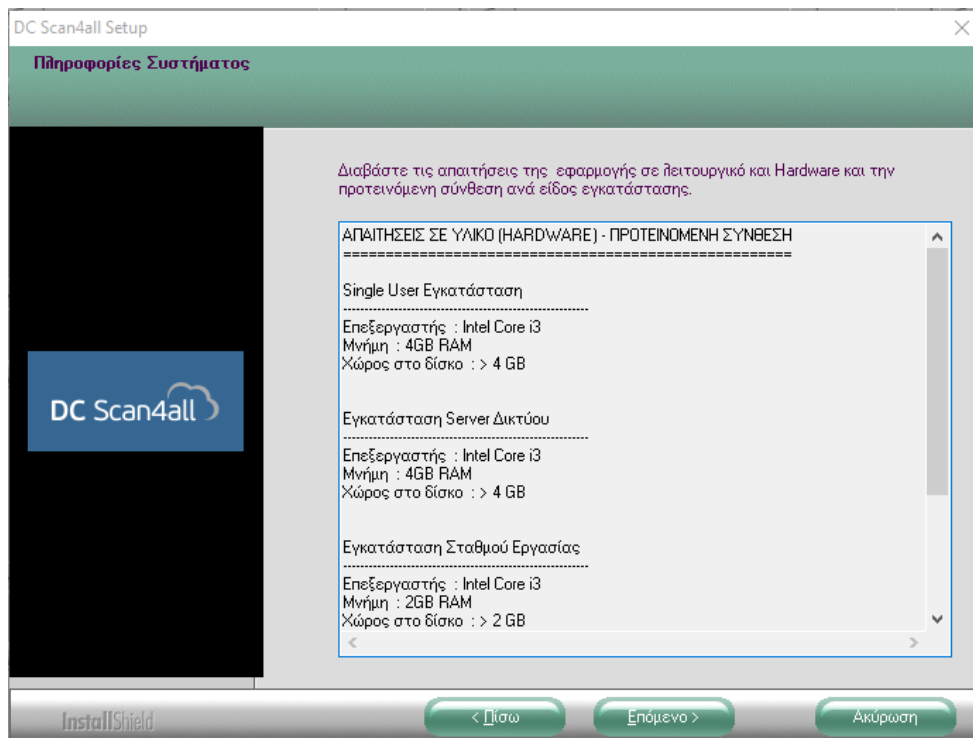 DC Scan4all Setup
Πληροφορίες Συστήματος
Διαβάστε τις απαιτήσεις της εφαρμογής σε λειτουργικό και Hardware και την
προτεινόμενη σύνθεση ανά είδος εγκατάστασης.
ΑΠΑΙΤΗΣΕΙΣ ΣΕ ΥΛΙΚΟ (HARDWARE) - ΠΡΟΤΕΙΝΟΜΕΝΗ ΣΥΝΘΕΣΗ
=====================================================
Single User Εγκατάσταση
----------------------------------------------------------
Επεξεργαστής : Intel Core i3
Μνήμη : 4GB RAM
Χώρος στο δίσκο : > 4 GB
Εγκατάσταση Server Δικτύου
----------------------------------------------------------
Επεξεργαστής : Intel Core i3
Μνήμη : 4GB RAM
Χώρος στο δίσκο : > 4 GB
Εγκατάσταση Σταθμού Εργασίας
----------------------------------------------------------
Επεξεργαστής : Intel Core i3
Μνήμη : 2GB RAM
Χώρος στο δίσκο : > 2 GB
DC Scan4all
InstallShield
< Πίσω
Επόμενο >
Ακύρωση